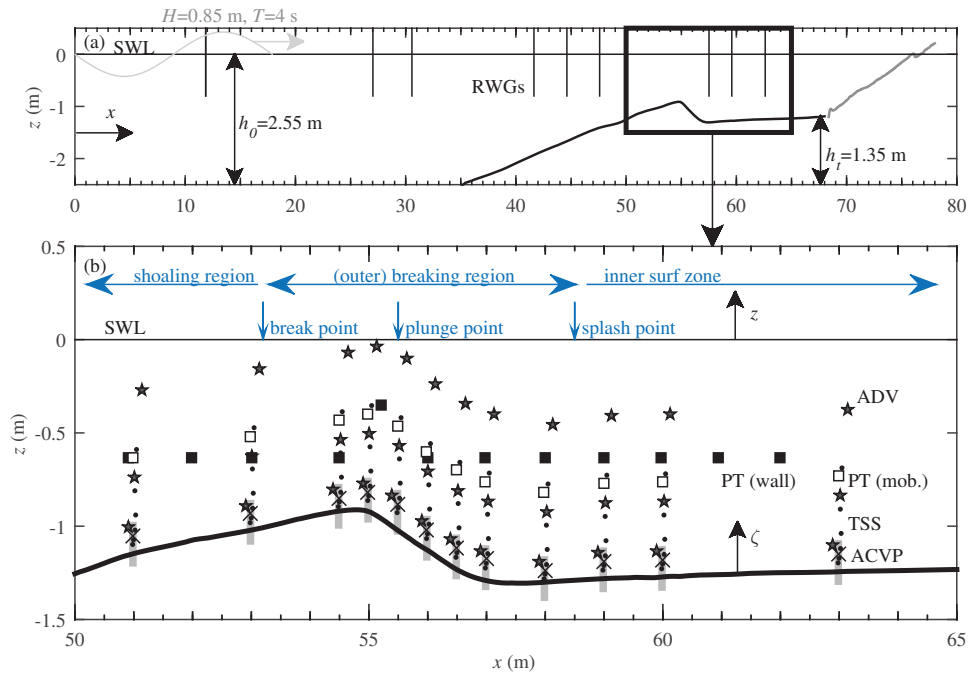 H=0.85 m, T=4 s
(a)
SWL
RWGs
h0=2.55 m
x
ht=1.35 m
z (m)
0
-1
-2
0 10 20 30 40 50 60 70 80
(b)
shoaling region (outer) breaking region inner surf zone
break point plunge point splash point
z
SWL
ADV
PT (wall) PT (mob.)
TSS
ζ
ACVP
z (m)
0.5
0
-0.5
-1
-1.5
50 55 60 65
x (m)